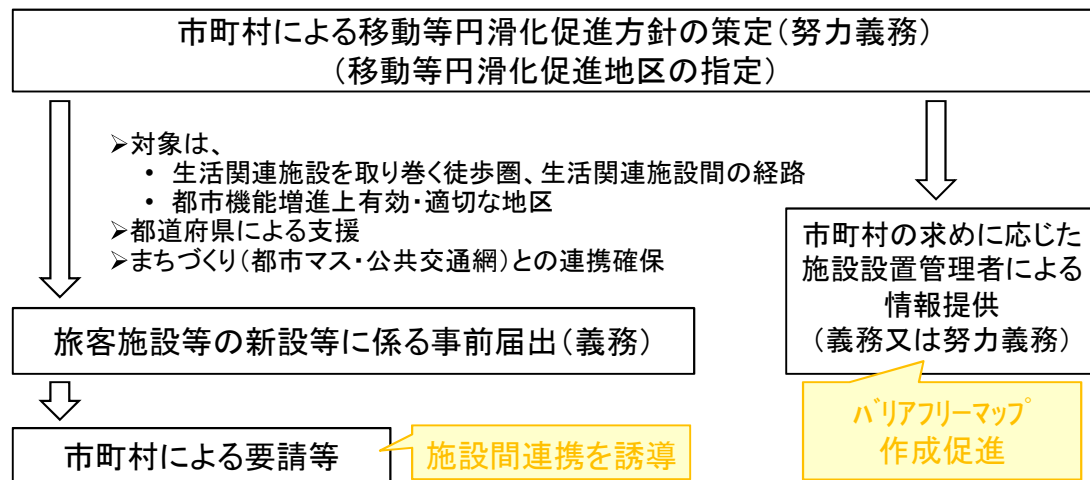 市町村による移動等円滑化促進方針の策定（努力義務）
（移動等円滑化促進地区の指定）
➢対象は、
• 生活関連施設を取り巻く徒歩圏、生活関連施設間の経路
• 都市機能増進上有効・適切な地区
➢都道府県による支援
➢まちづくり（都市マス・公共交通網）との連携確保
旅客施設等の新設等に係る事前届出（義務）
市町村による要請等
施設間連携を誘導
市町村の求めに応じた
施設設置管理者による
情報提供
（義務又は努力義務）
ﾊﾞﾘｱﾌﾘｰﾏｯﾌﾟ
作成促進